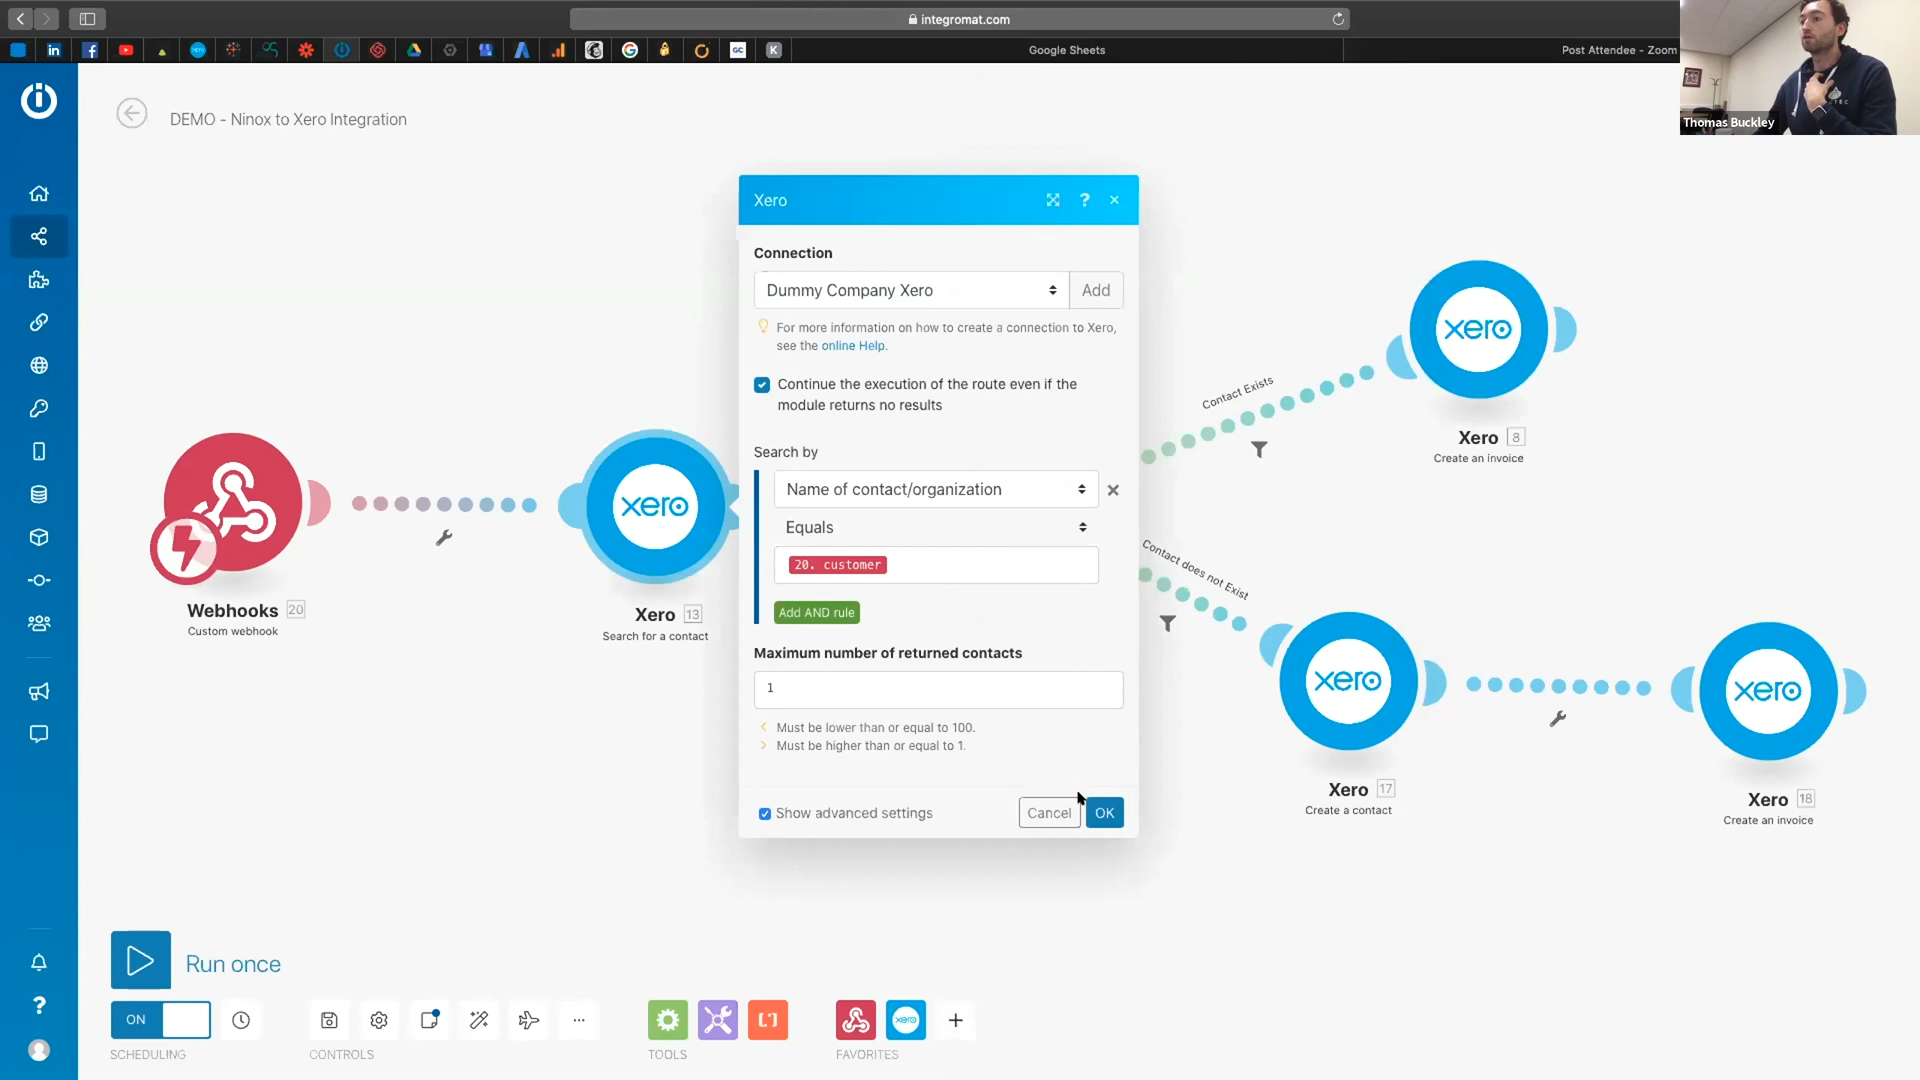 integromat.com
GC
K
Google Sheets
Post Attendee - Zoom
Thomas Buckley
DEMO - Ninox to Xero Integration
Xero
?
Connection
Dummy Company Xero
Add
For more information on how to create a connection to Xero,
see the online Help.
Continue the execution of the route even if the
module returns no results
Search by
Name of contact/organization
Equals
20. customer
Add AND rule
Maximum number of returned contacts
1
Must be lower than or equal to 100.
Must be higher than or equal to 1.
Show advanced settings
Cancel
OK
Webhooks 20
Custom webhook
xero
Xero 13
Search for a contact
Contact Exists
xero
Xero 8
Create an invoice
Contact does not Exist
xero
Xero 17
Create a contact
xero
Xero 18
Create an invoice
Run once
ON
SCHEDULING
CONTROLS
TOOLS
xero
FAVORITES